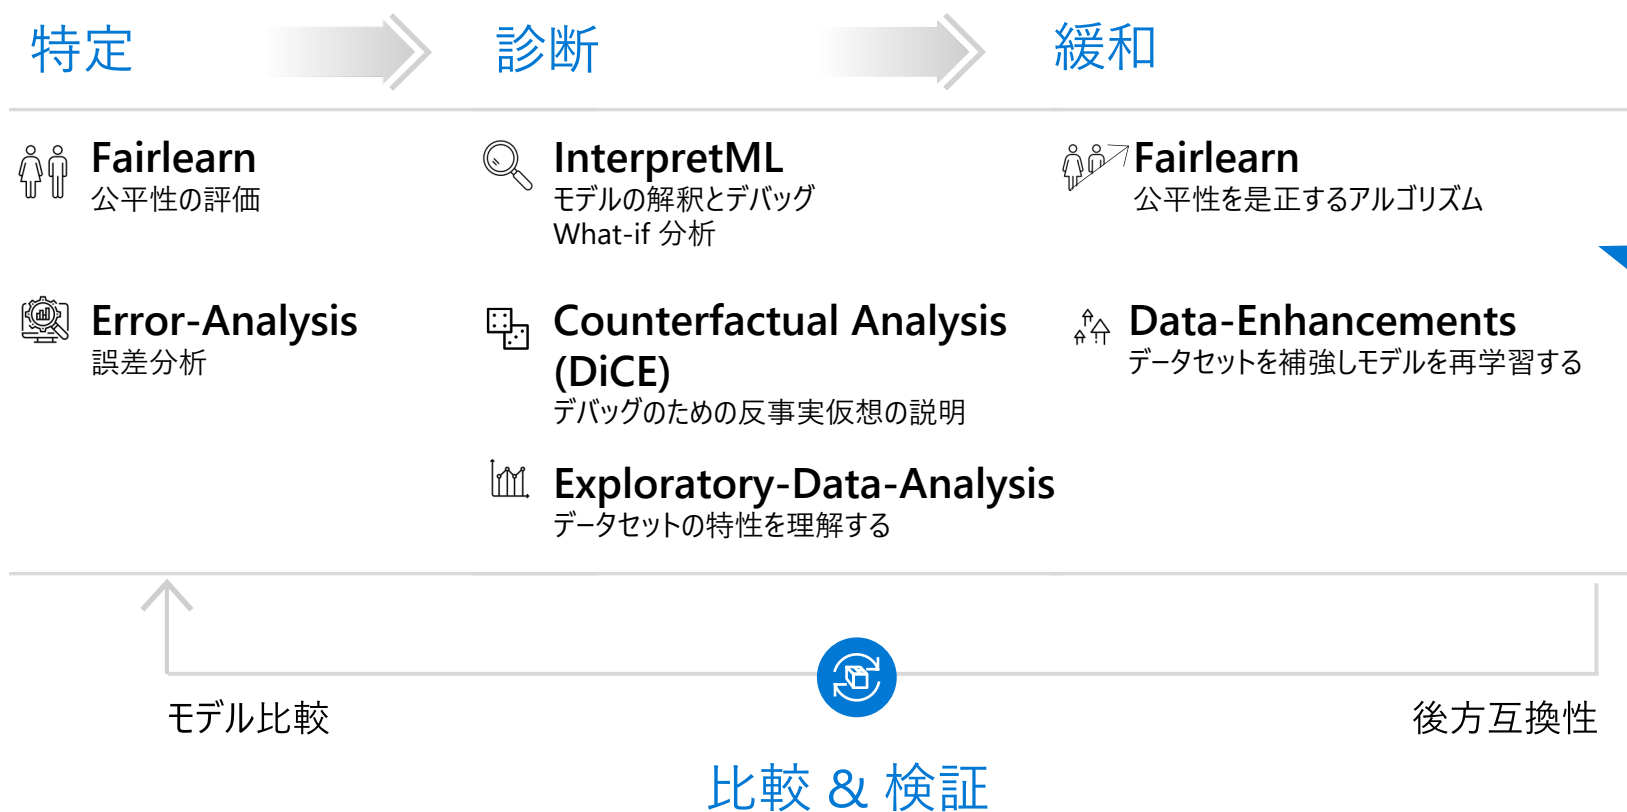 特定
診断
緩和
Fairlearn
公平性の評価
Error-Analysis
誤差分析
InterpretML
モデルの解釈とデバッグ
What-if 分析
Counterfactual Analysis
(DiCE)
デバッグのための反事実仮想の説明
Exploratory-Data-Analysis
データセットの特性を理解する
Fairlearn
公平性を是正するアルゴリズム
Data-Enhancements
データセットを補強しモデルを再学習する
モデル比較
後方互換性
比較 & 検証